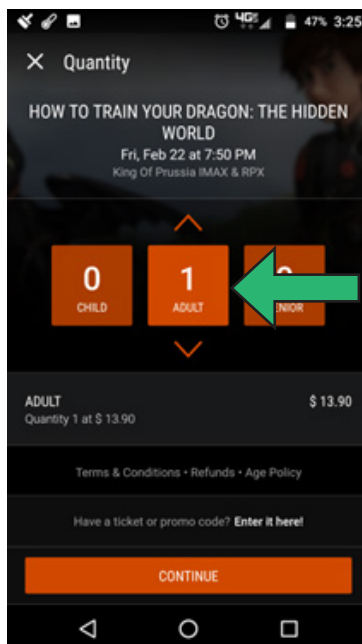 4G 47% 3:25
Quantity
HOW TO TRAIN YOUR DRAGON: THE HIDDEN
WORLD
Fri, Feb 22 at 7:50 PM
King Of Prussia IMAX & RPX
0 1
CHILD ADULT NIOR
ADULT $ 13.90
Quantity 1 at $ 13.90
Terms & Conditions • Refunds • Age Policy
Have a ticket or promo code? Enter it here!
CONTINUE